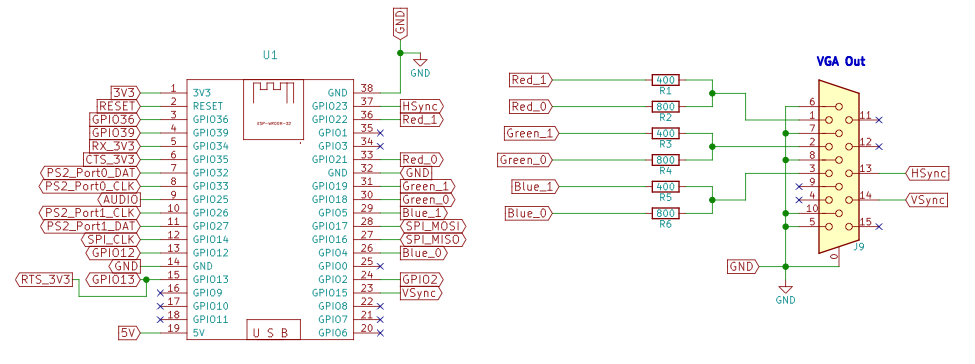 GND
U1
GND
ESP-WROOM-32
3V3 1 3V3 GND 38
RESET 2 RESET GPIO23 37 HSync
GPIO36 3 GPIO36 GPIO22 36 Red_1
GPIO39 4 GPIO39 GPIO1 35
RX_3V3 5 GPIO34 GPIO3 34
CTS_3V3 6 GPIO35 GPIO21 33 Red_0
PS2_Port0_DAT 7 GPIO32 GND 32 GND
PS2_Port0_CLK 8 GPIO33 GPIO19 31 Green_1
AUDIO 9 GPIO25 GPIO18 30 Green_0
PS2_Port1_CLK 10 GPIO26 GPIO5 29 Blue_1
PS2_Port1_DAT 11 GPIO27 GPIO17 28 SPI_MOSI
SPI_CLK 12 GPIO14 GPIO16 27 SPI_MISO
GPIO12 13 GPIO12 GPIO4 26 Blue_0
GND 14 GND GPIO0 25
RTS_3V3 GPIO13 15 GPIO13 GPIO2 24 GPIO2
16 GPIO9 GPIO15 23 VSync
17 GPIO10 GPIO8 22
18 GPIO11 GPIO7 21
5V 19 5V GPIO6 20
USB
VGA Out
Red_1 400
R1
Red_0 800
R2
Green_1 400
R3
Green_0 800
R4
Blue_1 400
R5
Blue_0 800
R6
6
1 11
7
2 12
8
3 13 HSync
9
4 14 VSync
10
5 15
J9
0
GND
GND